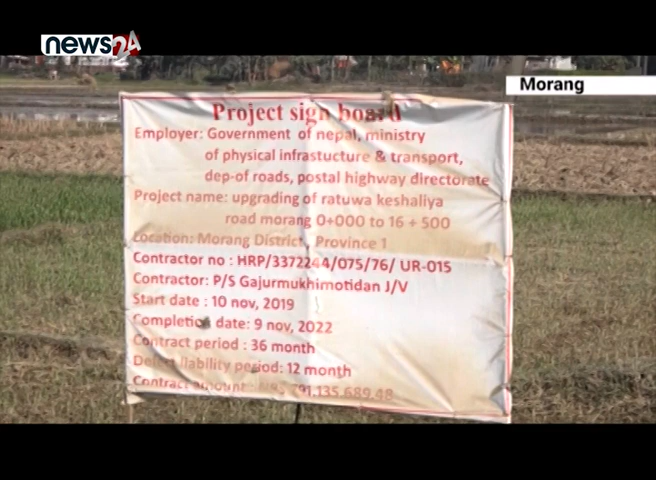 news24
Morang
Project sign board
Employer: Government of nepal, ministry
of physical infrastucture & transport,
dep-of roads, postal highway directorate
Project name: upgrading of ratuwa keshaliya
road morang 0+000 to 16 + 500
Location: Morang District, Province 1
Contractor no : HRP/3372244/075/76/ UR-015
Contractor: P/S Gajurmukhimotidan J/V
Start date : 10 nov, 2019
Completion date: 9 nov, 2022
Contract period : 36 month
liability period: 12 month
Contract amount :